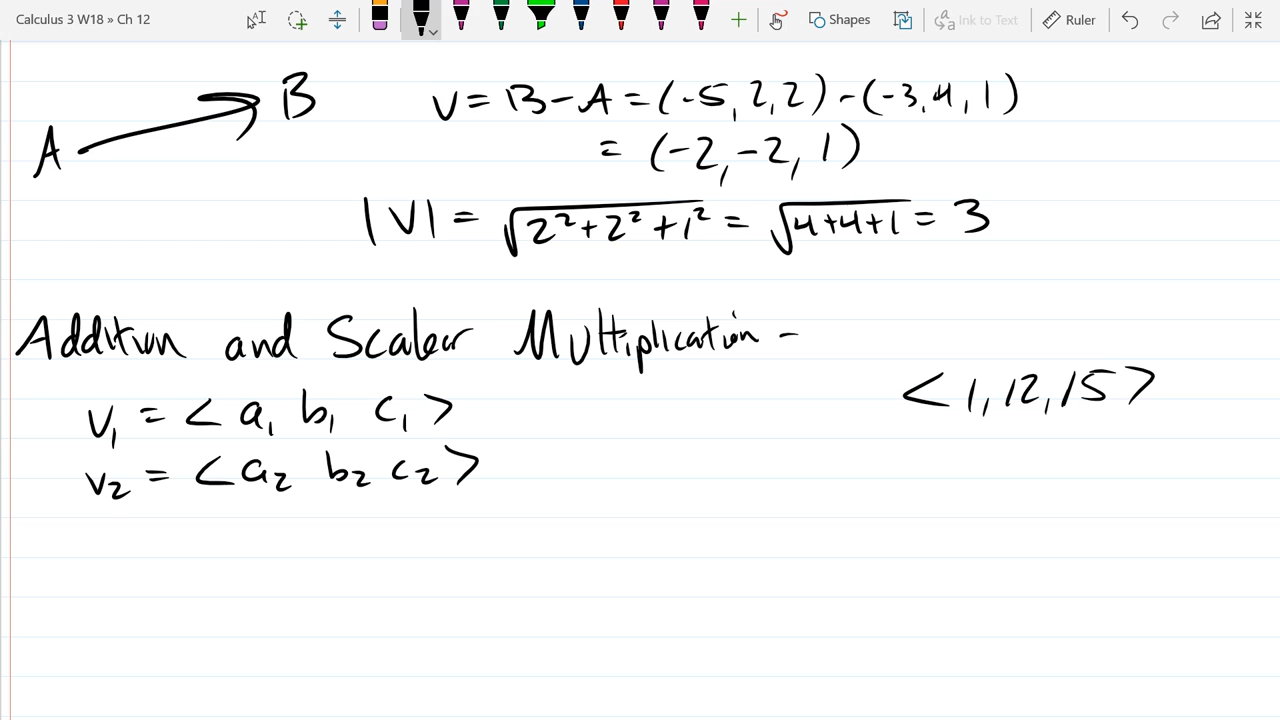 Calculus 3 W18 » Ch 12
Shapes
Ink to Text
Ruler
A → B
V = B - A = (-5, 2, 2) - (-3, 4, 1)
= (-2, -2, 1)
|V| = √(2² + 2² + 1²) = √(4+4+1) = 3
Addition and Scaler Multiplication -
<1, 12, 15>
v₁ = < a₁ b₁ c₁ >
v₂ = < a₂ b₂ c₂ >